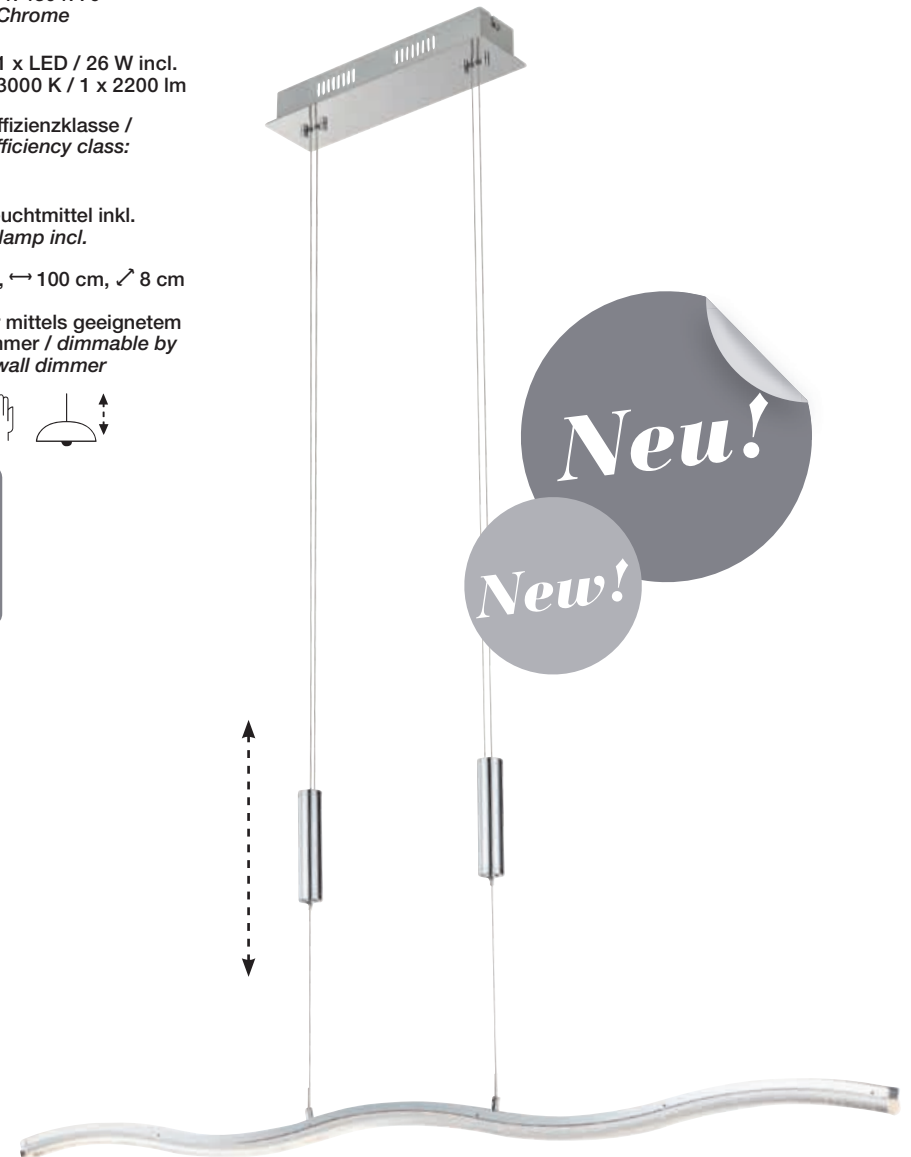 Chrome
1 x LED / 26 W incl.
3000 K / 1 x 2200 lm
ffizienzklasse /
fficiency class:
uchtmittel inkl.
lamp incl.
, ↔ 100 cm, ⤢ 8 cm
mittels geeignetem
mmer / dimmable by
wall dimmer
Neu!
New!